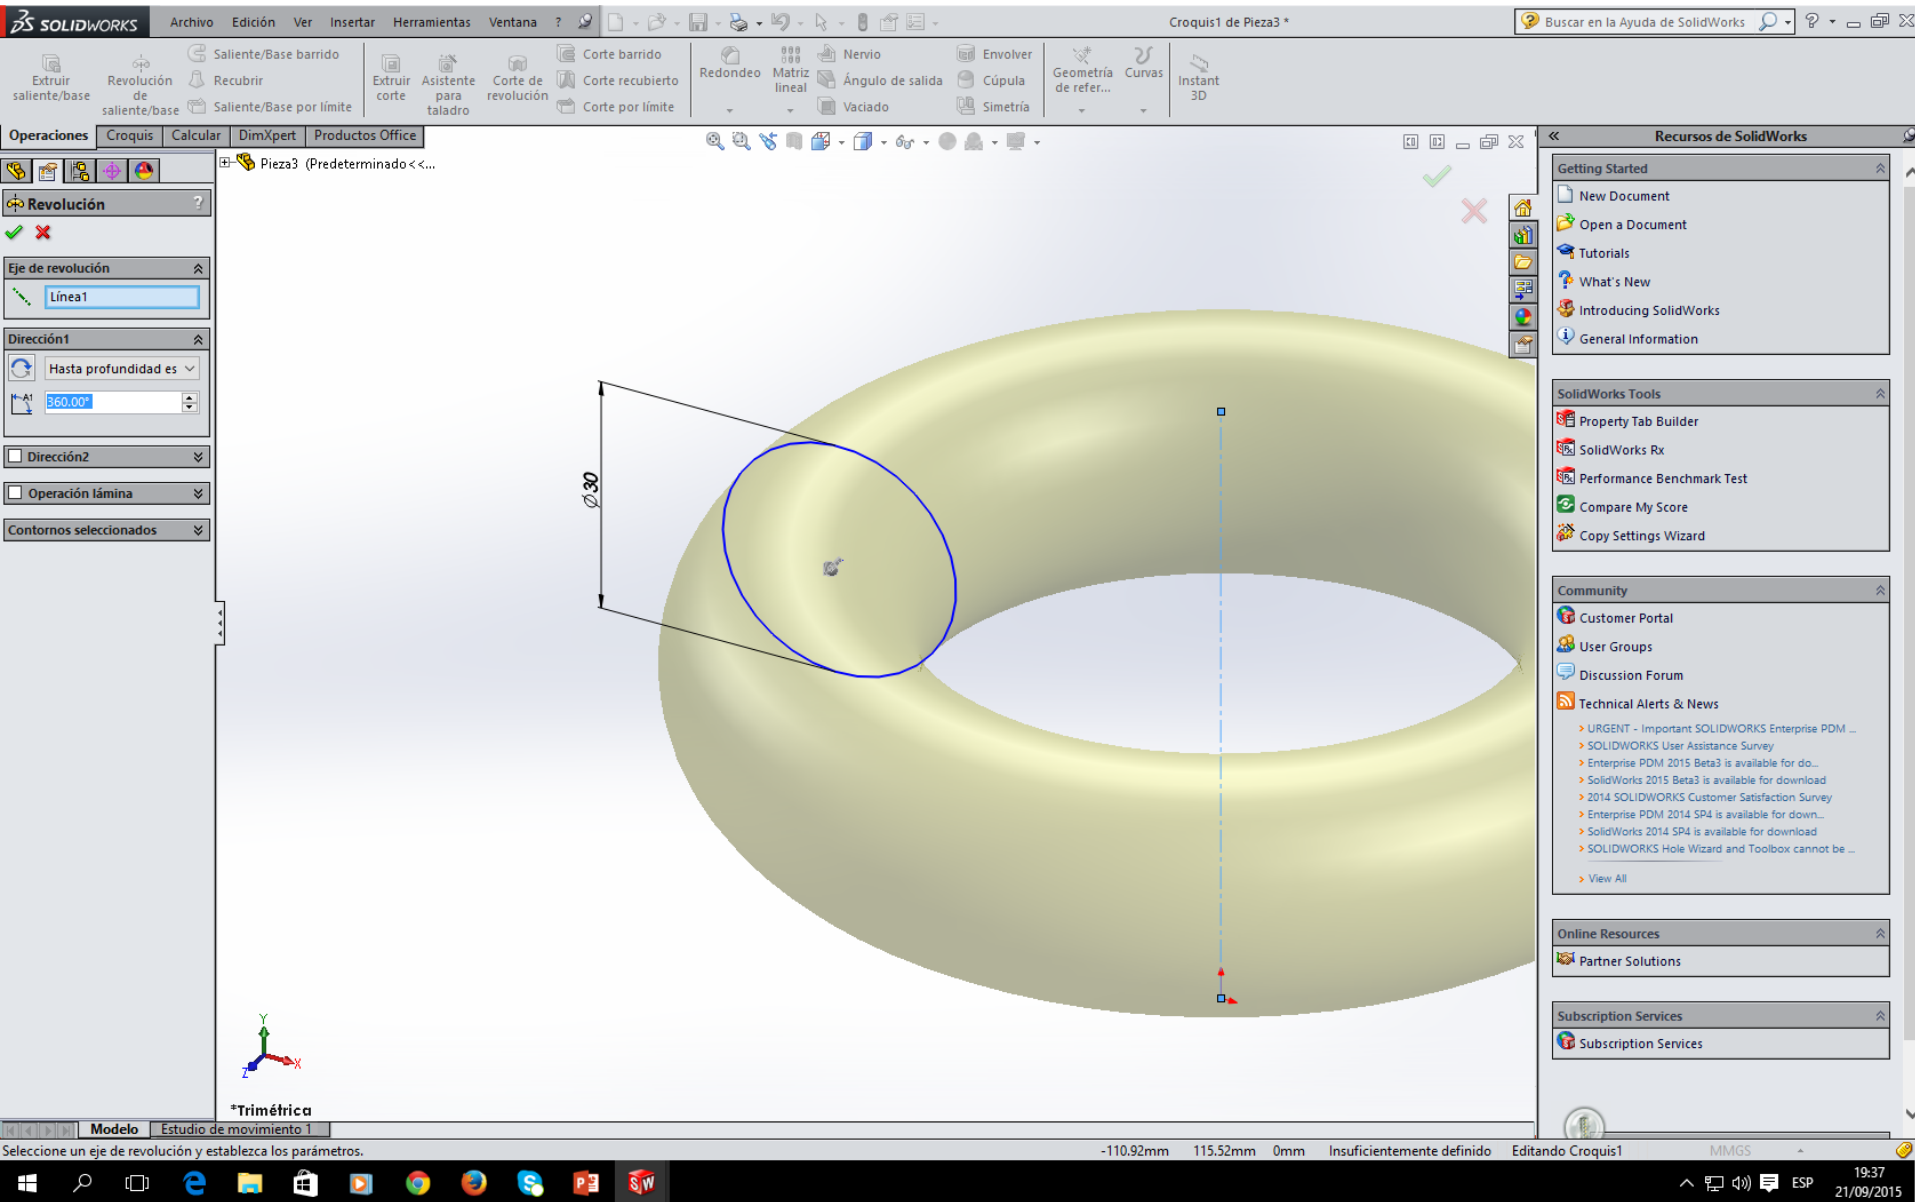 SOLIDWORKS
Archivo Edición Ver Insertar Herramientas Ventana ?
Croquis1 de Pieza3 *
Buscar en la Ayuda de SolidWorks
Extruir saliente/base
Revolución de saliente/base
Saliente/Base barrido
Recubrir
Saliente/Base por límite
Extruir corte
Asistente para taladro
Corte de revolución
Corte barrido
Corte recubierto
Corte por límite
Redondeo
Matriz lineal
Nervio
Ángulo de salida
Vaciado
Envolver
Cúpula
Simetría
Geometría de refer...
Curvas
Instant 3D
Operaciones Croquis Calcular DimXpert Productos Office
Pieza3 (Predeterminado<<...
Revolución ?
Eje de revolución
Línea1
Dirección1
Hasta profundidad es
A1
360.00°
Dirección2
Operación lámina
Contornos seleccionados
∅30
Y
X
Z
*Trimétrica
Recursos de SolidWorks
Getting Started
New Document
Open a Document
Tutorials
What's New
Introducing SolidWorks
General Information
SolidWorks Tools
Property Tab Builder
SolidWorks Rx
Performance Benchmark Test
Compare My Score
Copy Settings Wizard
Community
Customer Portal
User Groups
Discussion Forum
Technical Alerts & News
> URGENT - Important SOLIDWORKS Enterprise PDM ...
> SOLIDWORKS User Assistance Survey
> Enterprise PDM 2015 Beta3 is available for do...
> SolidWorks 2015 Beta3 is available for download
> 2014 SOLIDWORKS Customer Satisfaction Survey
> Enterprise PDM 2014 SP4 is available for down...
> SolidWorks 2014 SP4 is available for download
> SOLIDWORKS Hole Wizard and Toolbox cannot be ...
> View All
Online Resources
Partner Solutions
Subscription Services
Subscription Services
Modelo Estudio de movimiento 1
Seleccione un eje de revolución y establezca los parámetros.
-110.92mm 115.52mm 0mm Insuficientemente definido Editando Croquis1 MMGS
ESP
19:37
21/09/2015